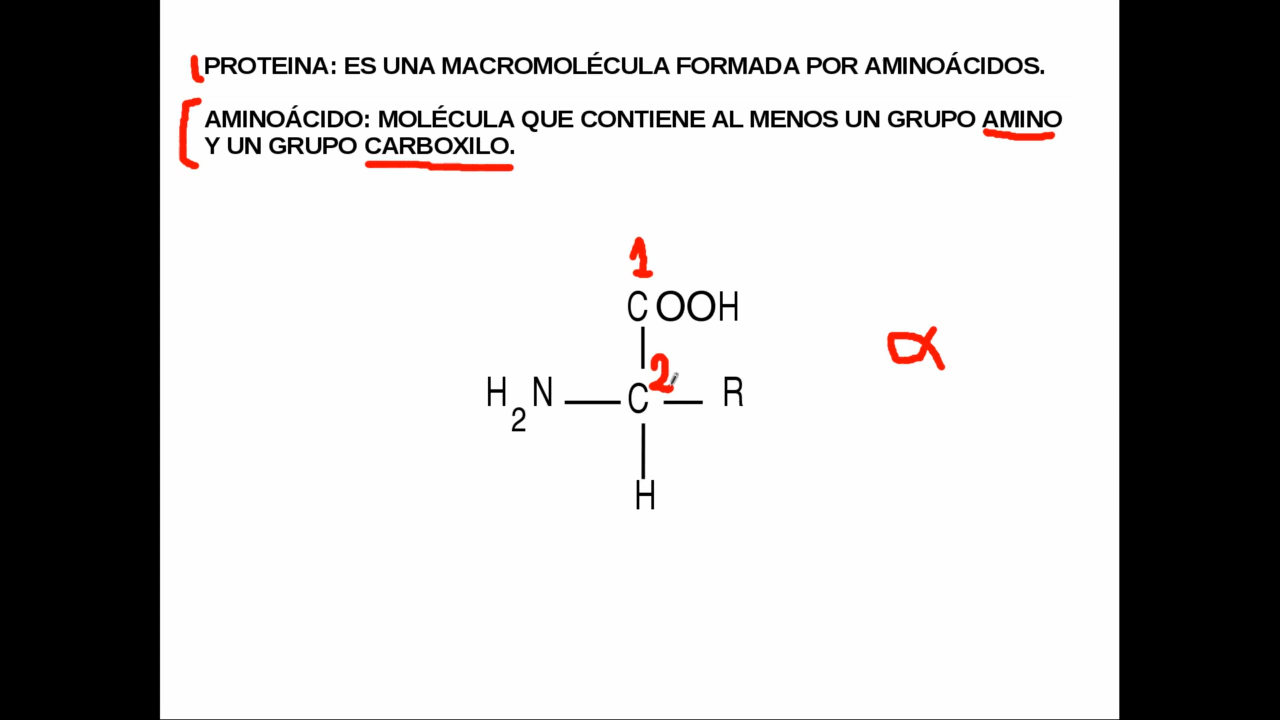 PROTEINA: ES UNA MACROMOLÉCULA FORMADA POR AMINOÁCIDOS.
AMINOÁCIDO: MOLÉCULA QUE CONTIENE AL MENOS UN GRUPO AMINO
Y UN GRUPO CARBOXILO.
1
COOH
α
2
H2N C R
H